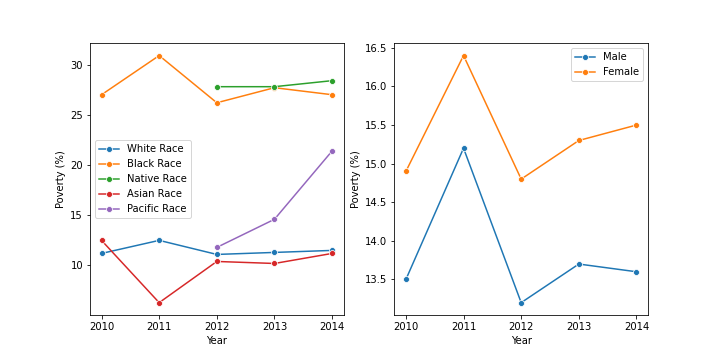 30
25
20
15
10
Poverty (%)
White Race
Black Race
Native Race
Asian Race
Pacific Race
2010 2011 2012 2013 2014
Year
16.5
16.0
15.5
15.0
14.5
14.0
13.5
Poverty (%)
Male
Female
2010 2011 2012 2013 2014
Year